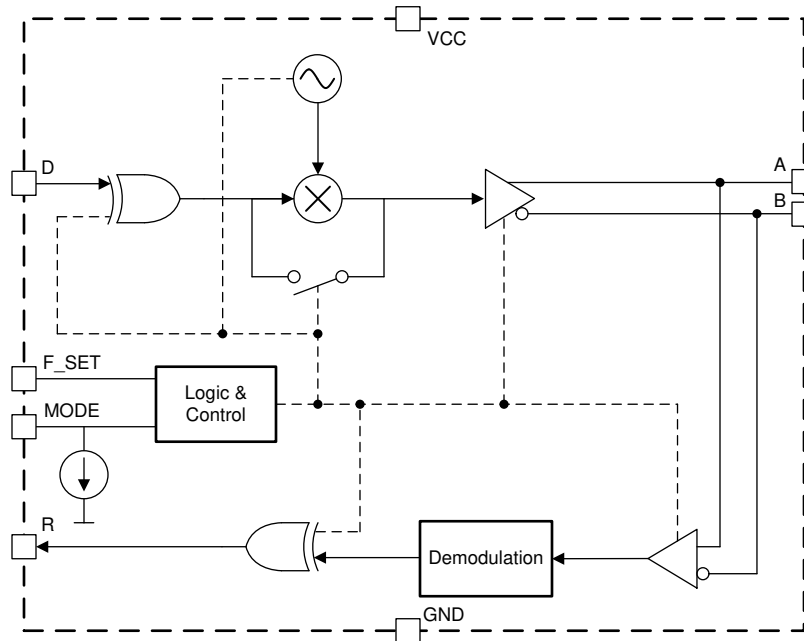 VCC
D
A
B
F_SET
Logic &
Control
MODE
R
Demodulation
GND